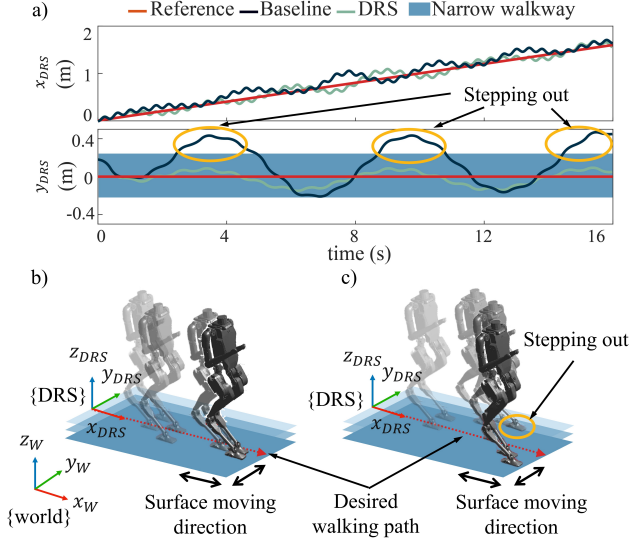 a)
Reference Baseline DRS Narrow walkway
x_DRS
(m)
2
1
0
Stepping out
y_DRS
(m)
0.4
0
-0.4
0 4 8 12 16
time (s)
b)
c)
Stepping out
z_DRS
y_DRS
{DRS}
x_DRS
z_DRS
y_DRS
{DRS}
x_DRS
z_W
y_W
x_W
{world}
Surface moving
direction
Desired
walking path
Surface moving
direction